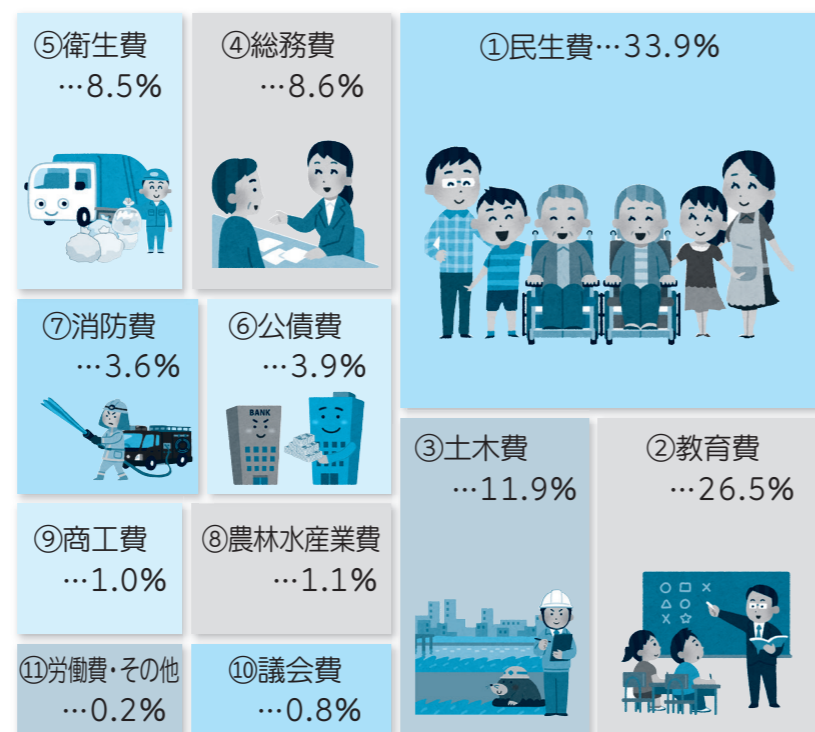 ①民生費…33.9%
②教育費
…26.5%
③土木費
…11.9%
④総務費
…8.6%
⑤衛生費
…8.5%
⑥公債費
…3.9%
BANK
⑦消防費
…3.6%
⑧農林水産業費
…1.1%
⑨商工費
…1.0%
⑩議会費
…0.8%
⑪労働費・その他
…0.2%